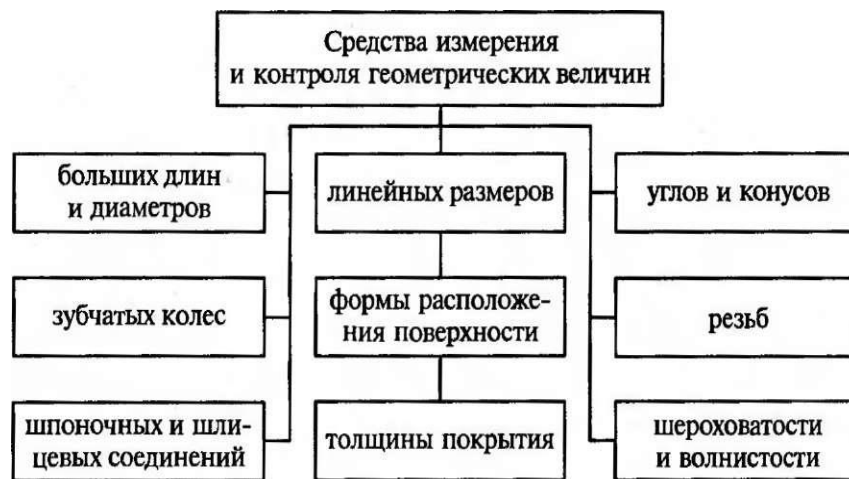 Средства измерения
и контроля геометрических величин
больших длин
и диаметров
линейных размеров
углов и конусов
зубчатых колес
формы расположе-
ния поверхности
резьб
шпоночных и шли-
цевых соединений
толщины покрытия
шероховатости
и волнистости